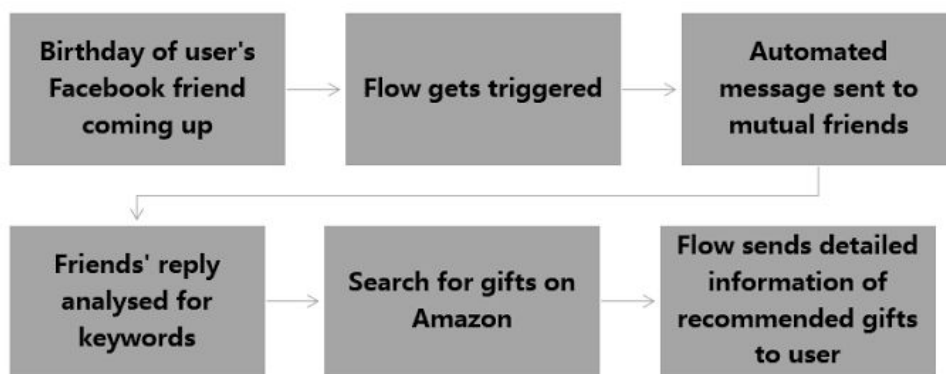 Birthday of user's
Facebook friend
coming up
Flow gets triggered
Automated
message sent to
mutual friends
Friends' reply
analysed for
keywords
Search for gifts on
Amazon
Flow sends detailed
information of
recommended gifts
to user